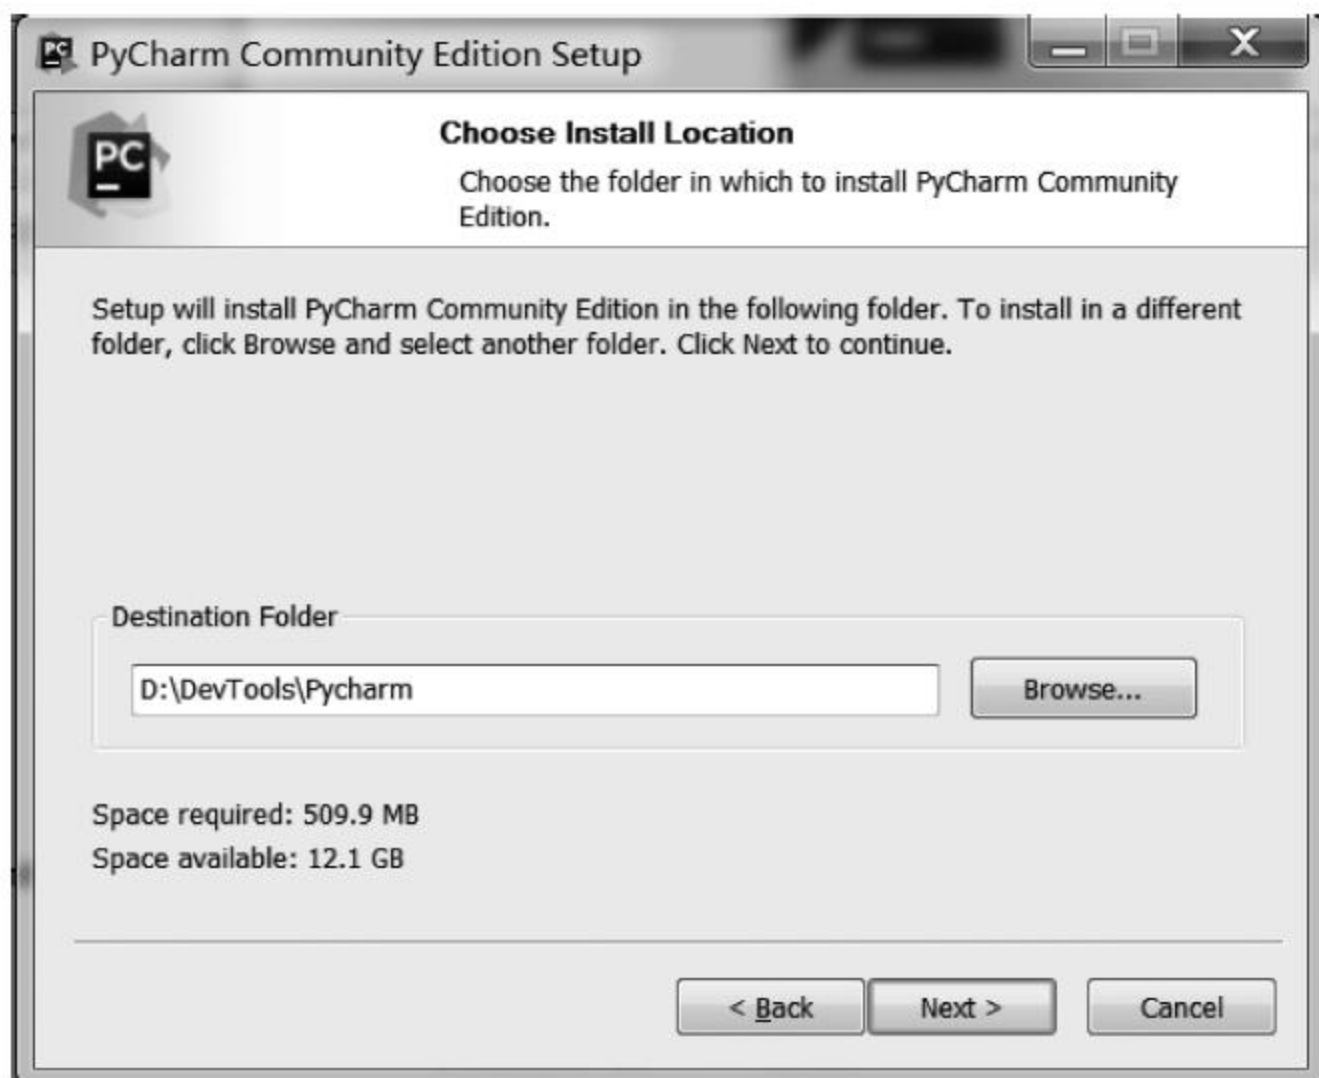 PC PyCharm Community Edition Setup
PC
Choose Install Location
Choose the folder in which to install PyCharm Community
Edition.
Setup will install PyCharm Community Edition in the following folder. To install in a different
folder, click Browse and select another folder. Click Next to continue.
Destination Folder
D:\DevTools\Pycharm
Browse...
Space required: 509.9 MB
Space available: 12.1 GB
< Back Next > Cancel